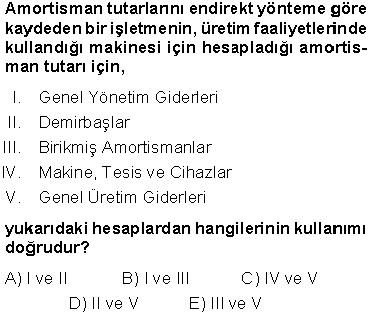 Amortisman tutarlarını endirekt yönteme göre
kaydeden bir işletmenin, üretim faaliyetlerinde
kullandığı makinesi için hesapladığı amortis-
man tutarı için,
I. Genel Yönetim Giderleri
II. Demirbaşlar
III. Birikmiş Amortismanlar
IV. Makine, Tesis ve Cihazlar
V. Genel Üretim Giderleri
yukarıdaki hesaplardan hangilerinin kullanımı
doğrudur?
A) I ve II B) I ve III C) IV ve V
D) II ve V E) III ve V